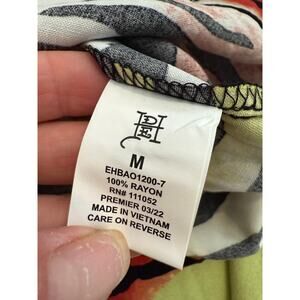 M
EHBAO1200-7
100% RAYON
RN# 111052
PREMIER 03/22
MADE IN VIETNAM
CARE ON REVERSE